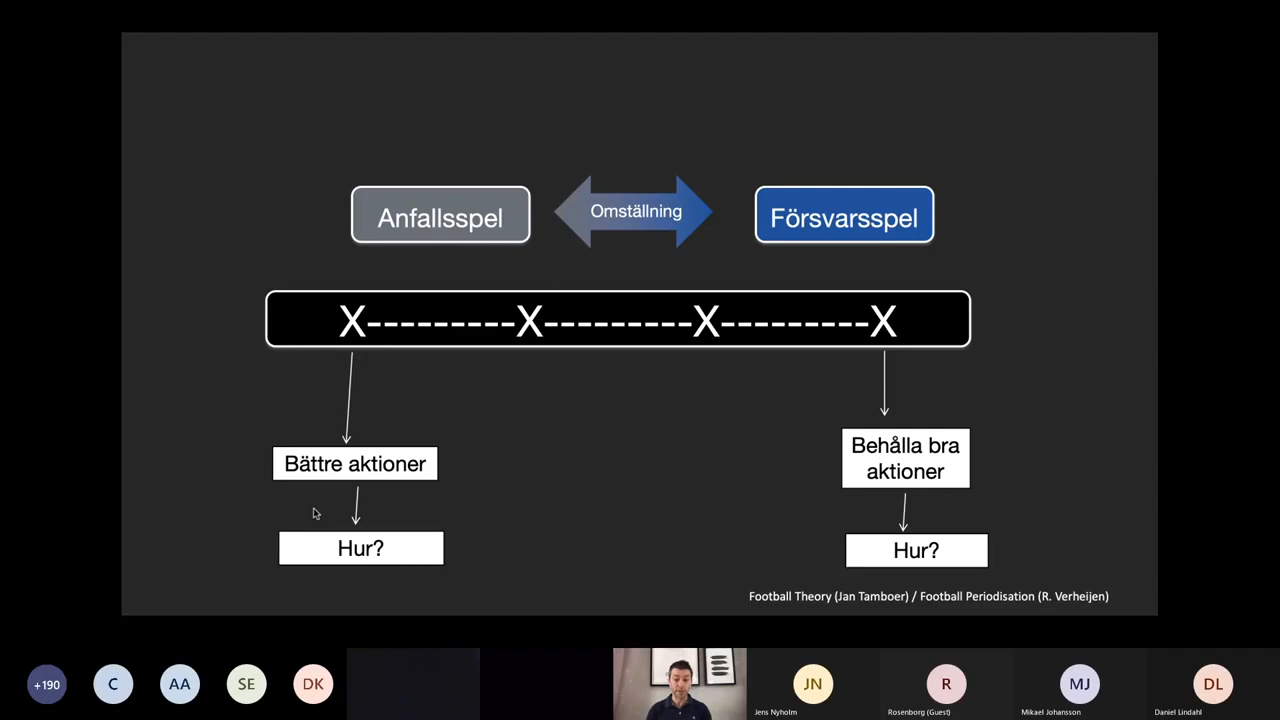 Anfallsspel
Omställning
Försvarsspel
X---------X---------X---------X
Bättre aktioner
Behålla bra
aktioner
Hur?
Hur?
Football Theory (Jan Tamboer) / Football Periodisation (R. Verheijen)
+190
C
AA
SE
DK
JN
R
MJ
DL
Jens Nyholm
Rosenborg (Guest)
Mikael Johansson
Daniel Lindahl